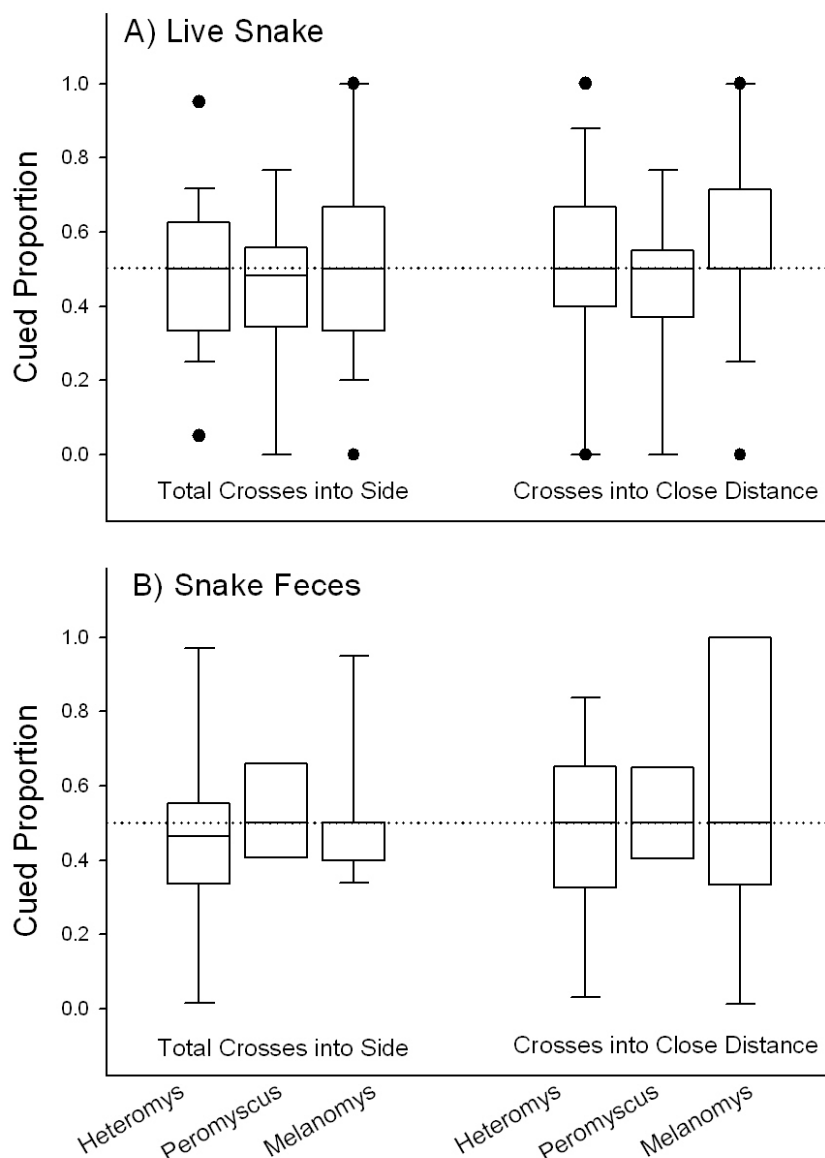 A) Live Snake
Cued Proportion
1.0
0.8
0.6
0.4
0.2
0.0
Total Crosses into Side
Crosses into Close Distance
B) Snake Feces
Cued Proportion
1.0
0.8
0.6
0.4
0.2
0.0
Total Crosses into Side
Crosses into Close Distance
Heteromys
Peromyscus
Melanomys
Heteromys
Peromyscus
Melanomys